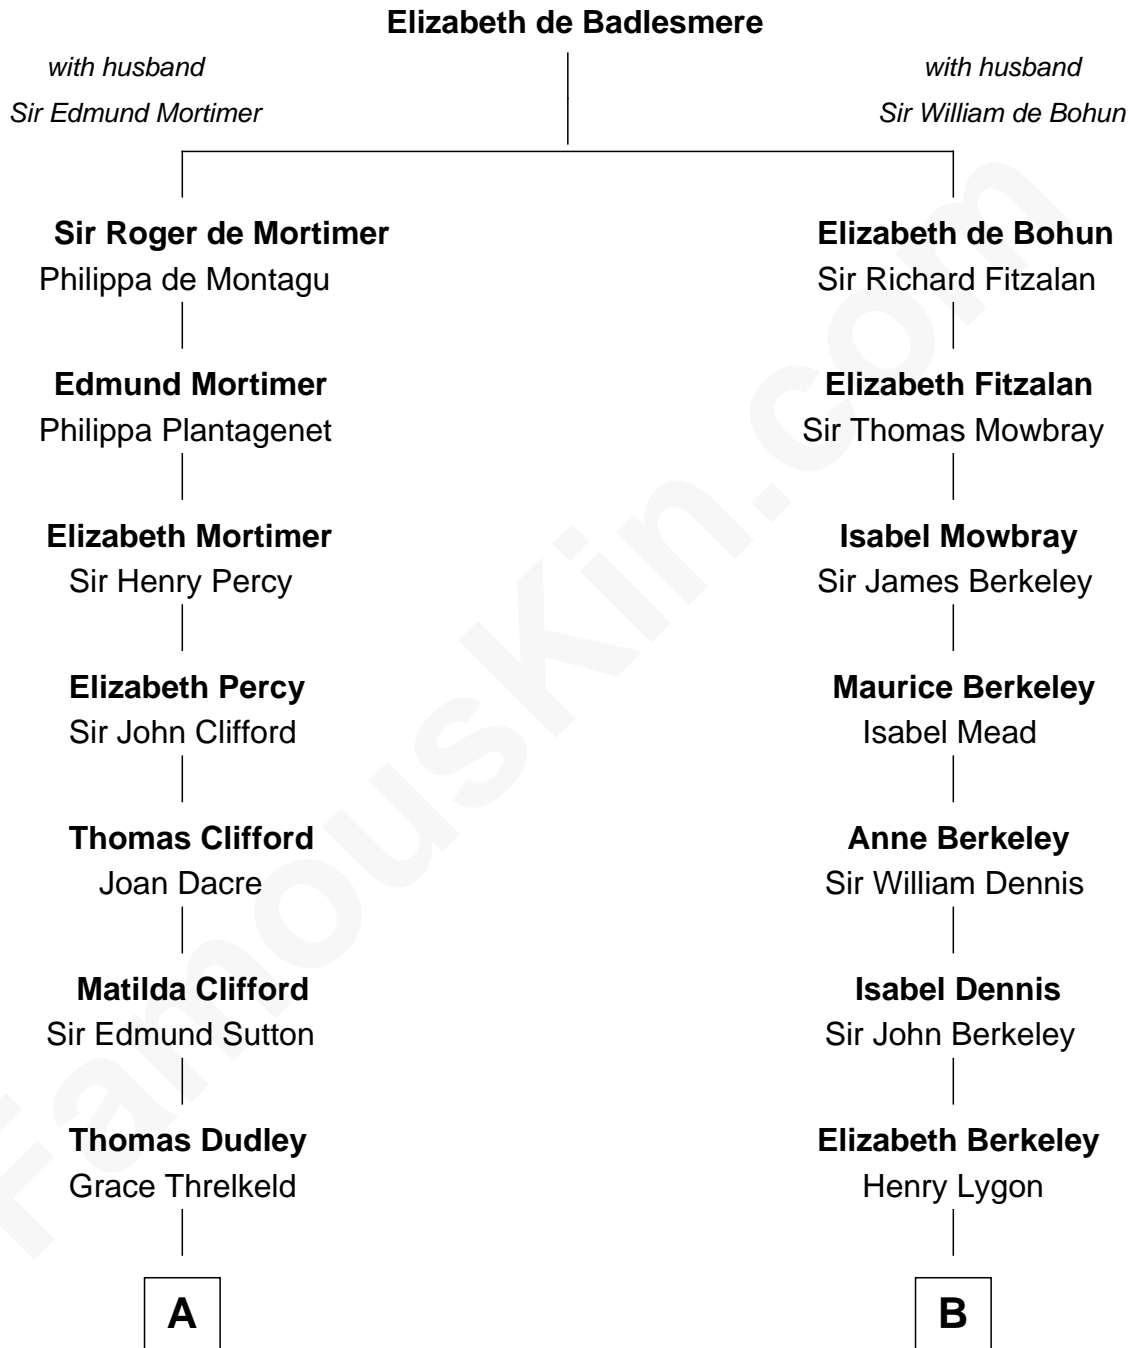 Elizabeth de Badlesmere
with husband
Sir Edmund Mortimer
with husband
Sir William de Bohun
Sir Roger de Mortimer
Philippa de Montagu
Elizabeth de Bohun
Sir Richard Fitzalan
Edmund Mortimer
Philippa Plantagenet
Elizabeth Fitzalan
Sir Thomas Mowbray
Elizabeth Mortimer
Sir Henry Percy
Isabel Mowbray
Sir James Berkeley
Elizabeth Percy
Sir John Clifford
Maurice Berkeley
Isabel Mead
Thomas Clifford
Joan Dacre
Anne Berkeley
Sir William Dennis
Matilda Clifford
Sir Edmund Sutton
Isabel Dennis
Sir John Berkeley
Thomas Dudley
Grace Threlkeld
Elizabeth Berkeley
Henry Lygon
A
B
FamousKin.com